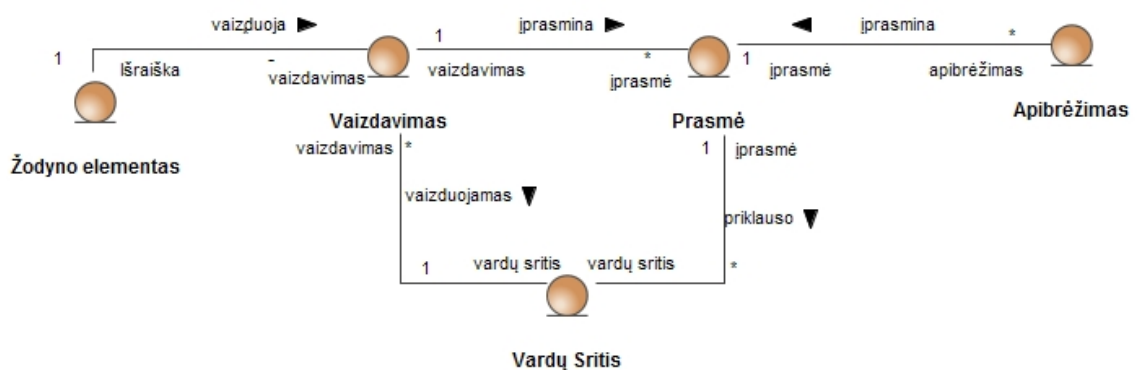 vaizduoja ►
1
Išraiška
-
vaizdavimas
1
įprasmina ►
vaizdavimas
*
įprasmė
◄ įprasmina
1
*
įprasmė
apibrėžimas
Žodyno elementas
Vaizdavimas
Prasmė
Apibrėžimas
vaizdavimas *
1 įprasmė
vaizduojamas ▼
priklauso ▼
1 vardų sritis
vardų sritis *
Vardų Sritis